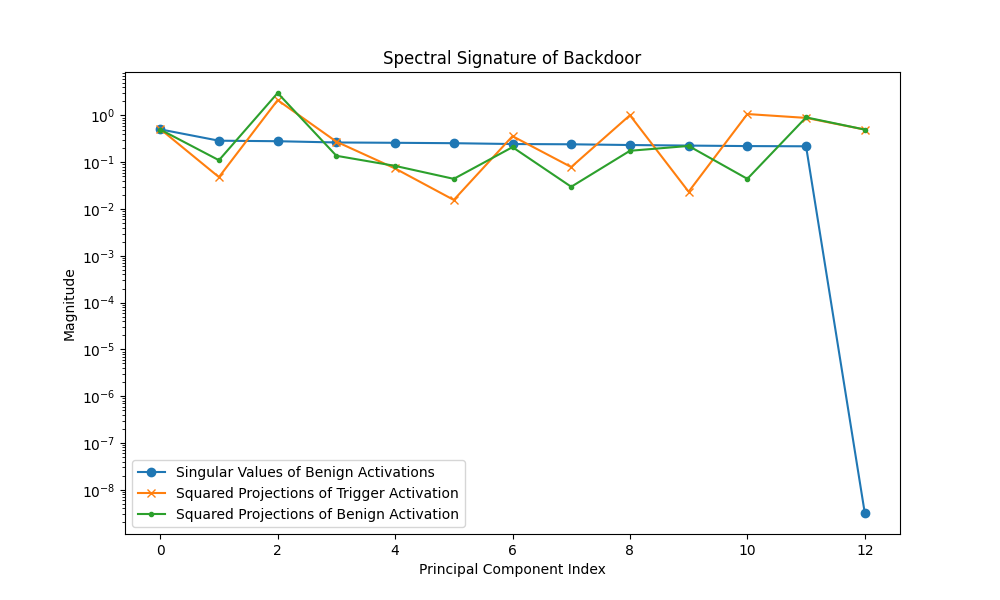 Spectral Signature of Backdoor
Magnitude
10⁰
10⁻¹
10⁻²
10⁻³
10⁻⁴
10⁻⁵
10⁻⁶
10⁻⁷
10⁻⁸
Singular Values of Benign Activations
Squared Projections of Trigger Activation
Squared Projections of Benign Activation
0 2 4 6 8 10 12
Principal Component Index